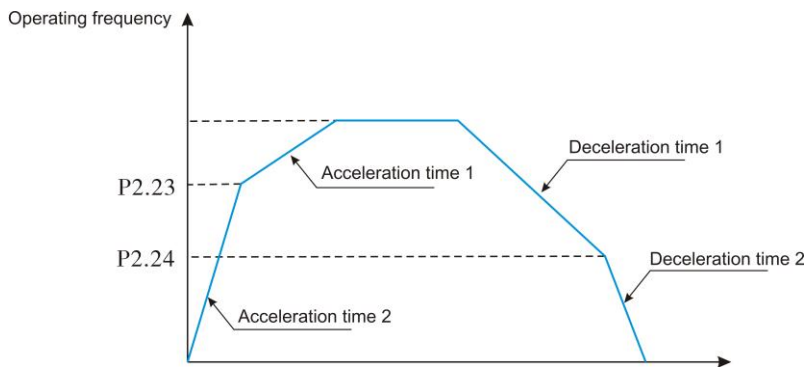 Operating frequency
Deceleration time 1
Acceleration time 1
P2.23
P2.24
Deceleration time 2
Acceleration time 2